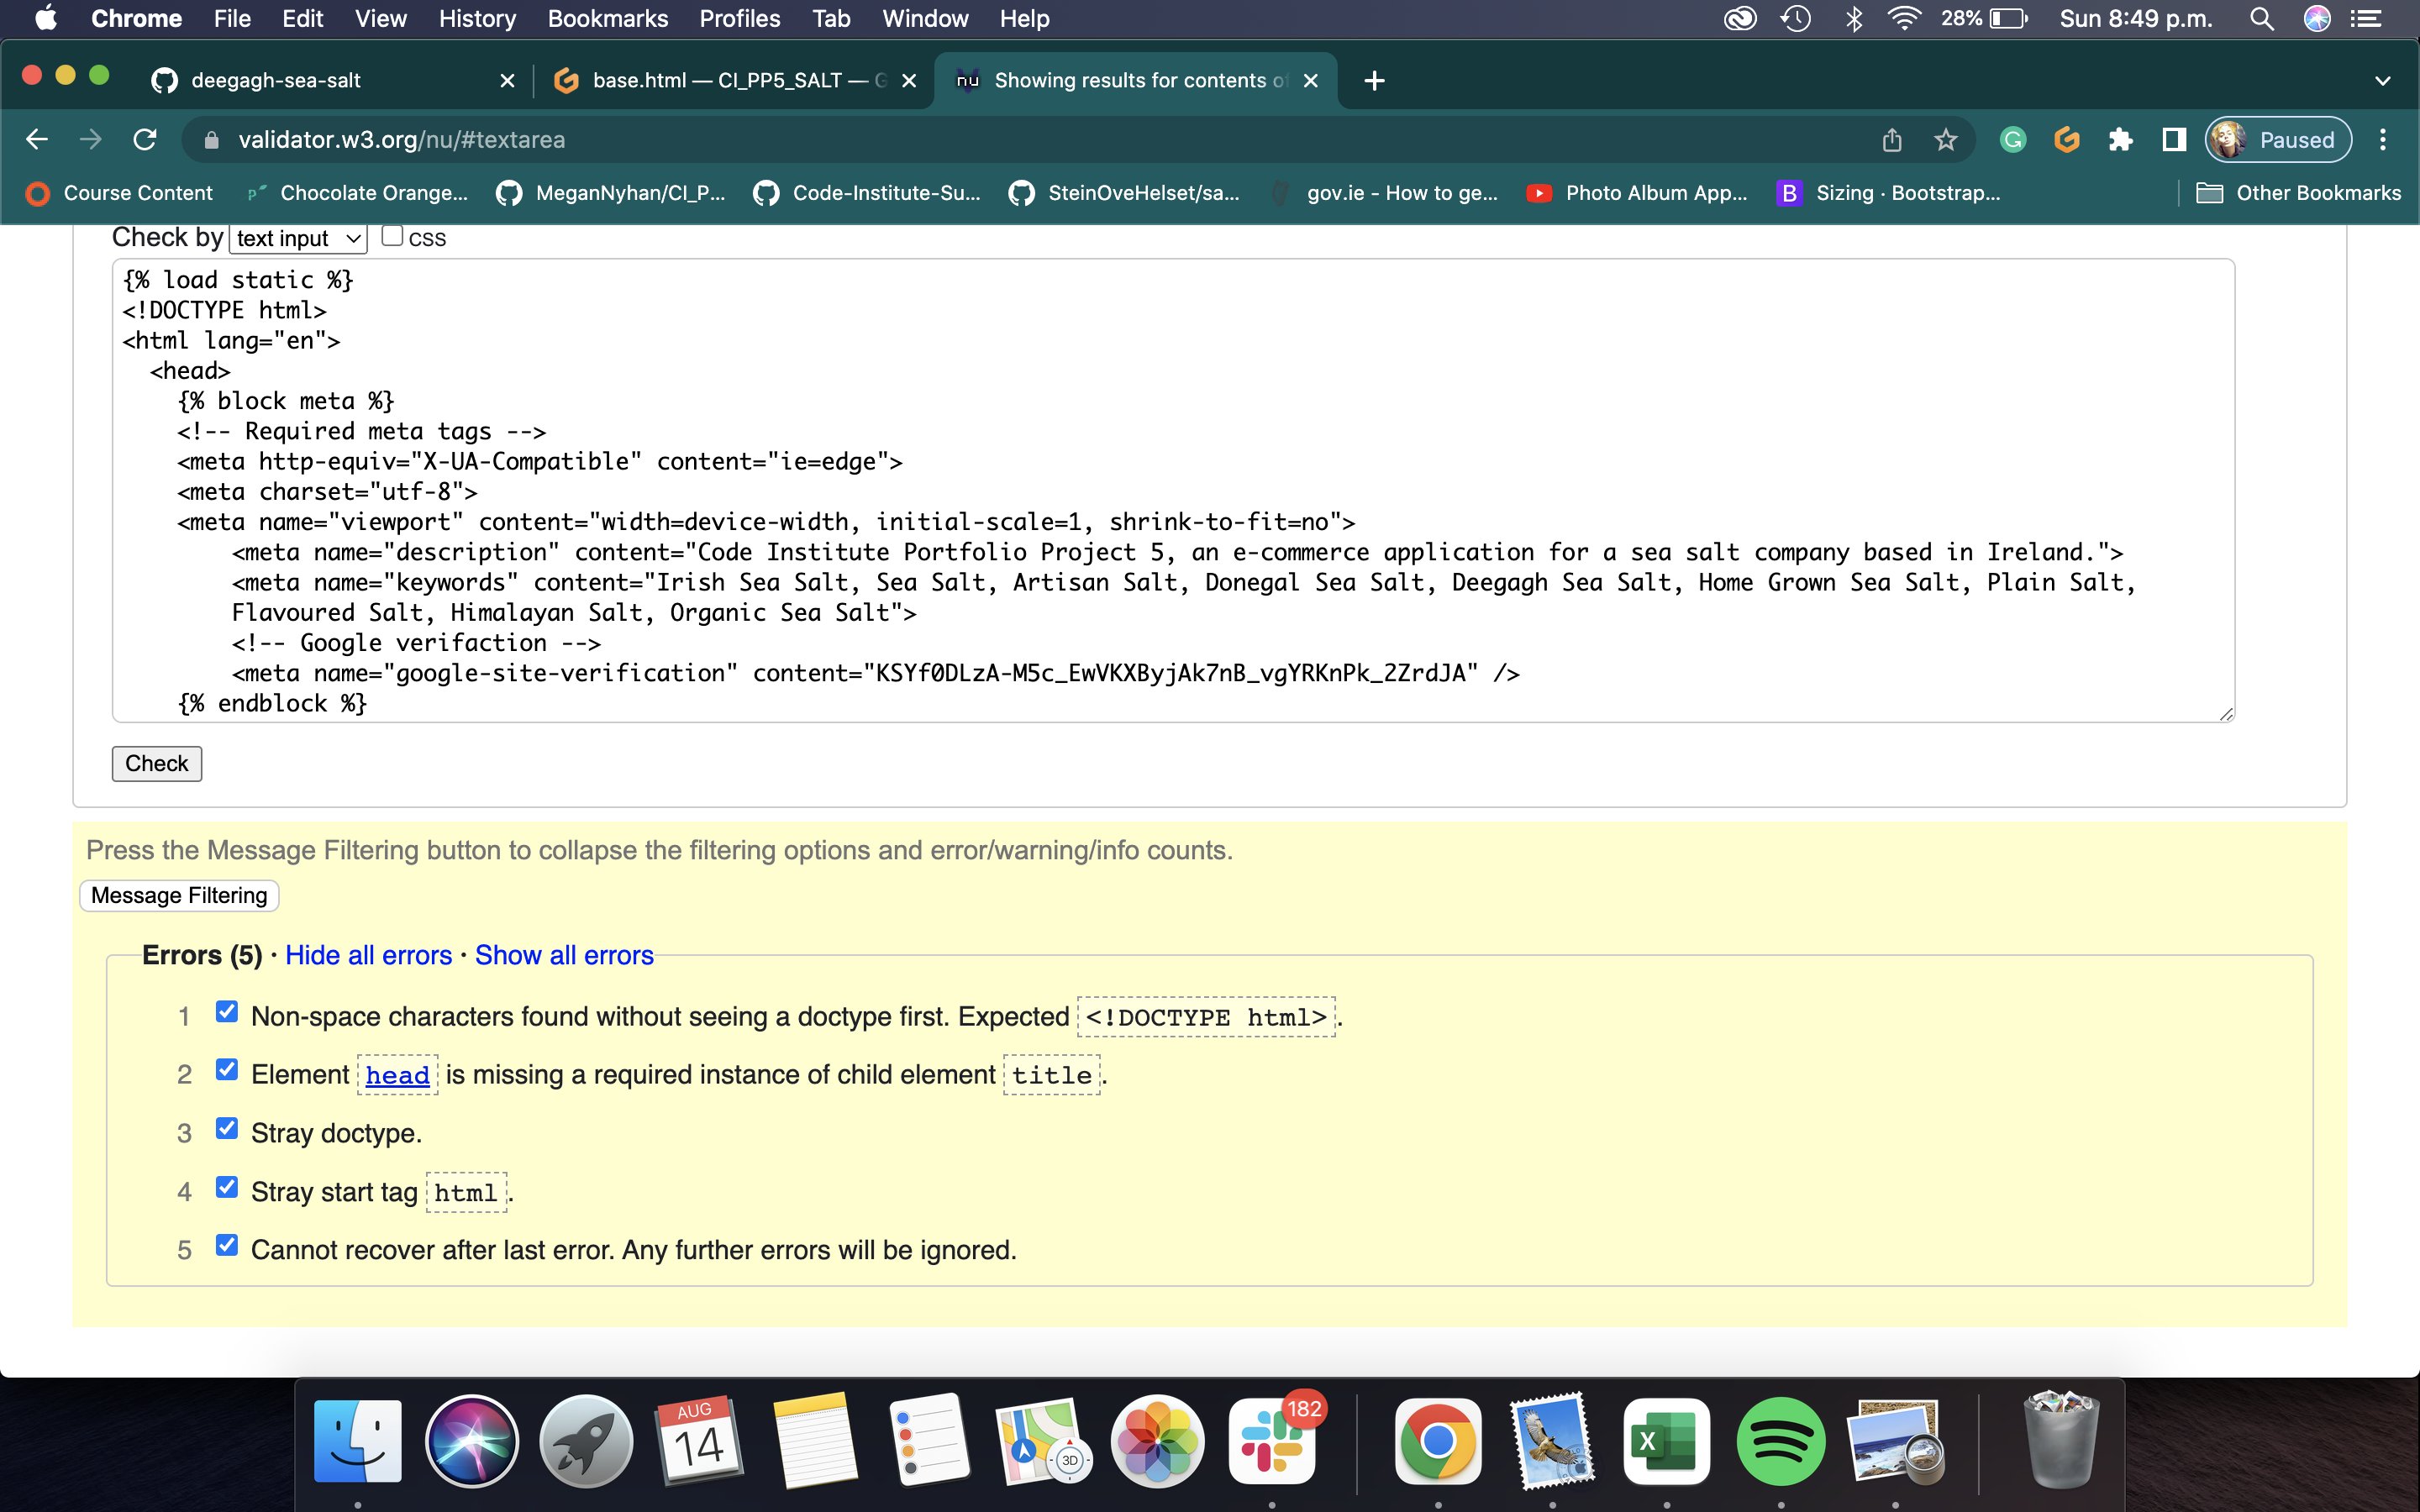 Chrome File Edit View History Bookmarks Profiles Tab Window Help 28% Sun 8:49 p.m.
deegagh-sea-salt base.html — CI_PP5_SALT — G nu Showing results for contents of
validator.w3.org/nu/#textarea Paused
Course Content Chocolate Orange... MeganNyhan/CI_P... Code-Institute-Su... SteinOveHelset/sa... gov.ie - How to ge... Photo Album App... B Sizing · Bootstrap... Other Bookmarks
Check by text input CSS
{% load static %}
<!DOCTYPE html>
<html lang="en">
<head>
{% block meta %}
<!-- Required meta tags -->
<meta http-equiv="X-UA-Compatible" content="ie=edge">
<meta charset="utf-8">
<meta name="viewport" content="width=device-width, initial-scale=1, shrink-to-fit=no">
<meta name="description" content="Code Institute Portfolio Project 5, an e-commerce application for a sea salt company based in Ireland.">
<meta name="keywords" content="Irish Sea Salt, Sea Salt, Artisan Salt, Donegal Sea Salt, Deegagh Sea Salt, Home Grown Sea Salt, Plain Salt,
Flavoured Salt, Himalayan Salt, Organic Sea Salt">
<!-- Google verifaction -->
<meta name="google-site-verification" content="KSYf0DLzA-M5c_EwVKXByjAk7nB_vgYRKnPk_2ZrdJA" />
{% endblock %}
Check
Press the Message Filtering button to collapse the filtering options and error/warning/info counts.
Message Filtering
Errors (5) · Hide all errors · Show all errors
1 Non-space characters found without seeing a doctype first. Expected <!DOCTYPE html>.
2 Element head is missing a required instance of child element title.
3 Stray doctype.
4 Stray start tag html.
5 Cannot recover after last error. Any further errors will be ignored.
AUG
14
3D
182
X